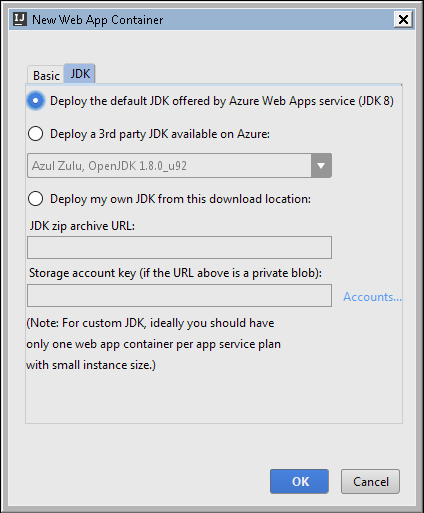 IJ
New Web App Container
Basic
JDK
Deploy the default JDK offered by Azure Web Apps service (JDK 8)
Deploy a 3rd party JDK available on Azure:
Azul Zulu, OpenJDK 1.8.0_u92
Deploy my own JDK from this download location:
JDK zip archive URL:
Storage account key (if the URL above is a private blob):
Accounts...
(Note: For custom JDK, ideally you should have
only one web app container per app service plan
with small instance size.)
OK
Cancel